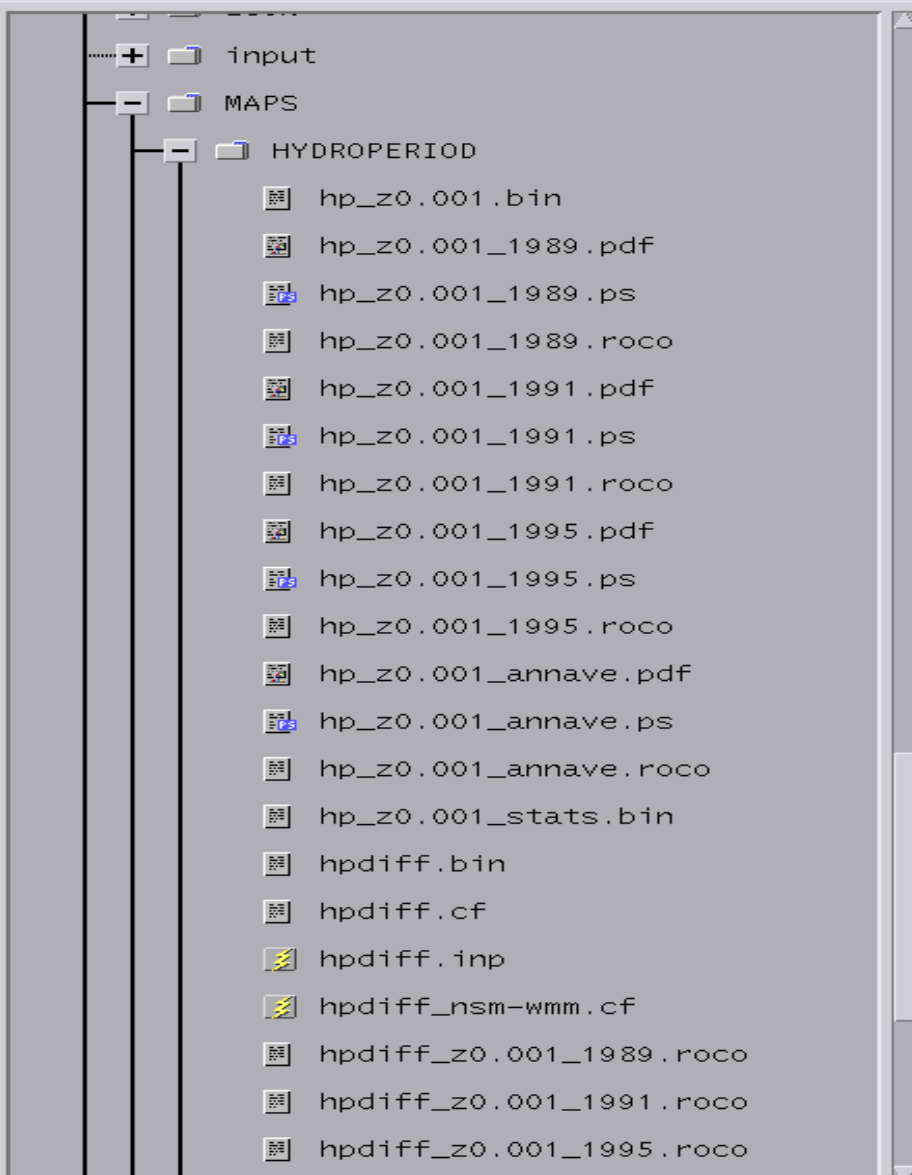 input
MAPS
HYDROPERIOD
hp_z0.001.bin
hp_z0.001_1989.pdf
hp_z0.001_1989.ps
hp_z0.001_1989.roco
hp_z0.001_1991.pdf
hp_z0.001_1991.ps
hp_z0.001_1991.roco
hp_z0.001_1995.pdf
hp_z0.001_1995.ps
hp_z0.001_1995.roco
hp_z0.001_annave.pdf
hp_z0.001_annave.ps
hp_z0.001_annave.roco
hp_z0.001_stats.bin
hpdiff.bin
hpdiff.cf
hpdiff.inp
hpdiff_nsm-wmm.cf
hpdiff_z0.001_1989.roco
hpdiff_z0.001_1991.roco
hpdiff_z0.001_1995.roco